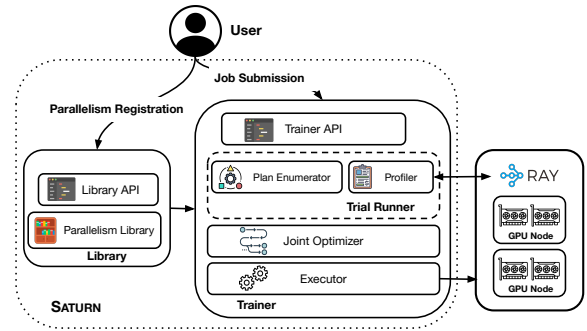 User
Job Submission
Parallelism Registration
Trainer API
Library API
Parallelism Library
Library
Plan Enumerator
Profiler
Trial Runner
Joint Optimizer
Executor
Trainer
RAY
GPU Node
GPU Node
SATURN